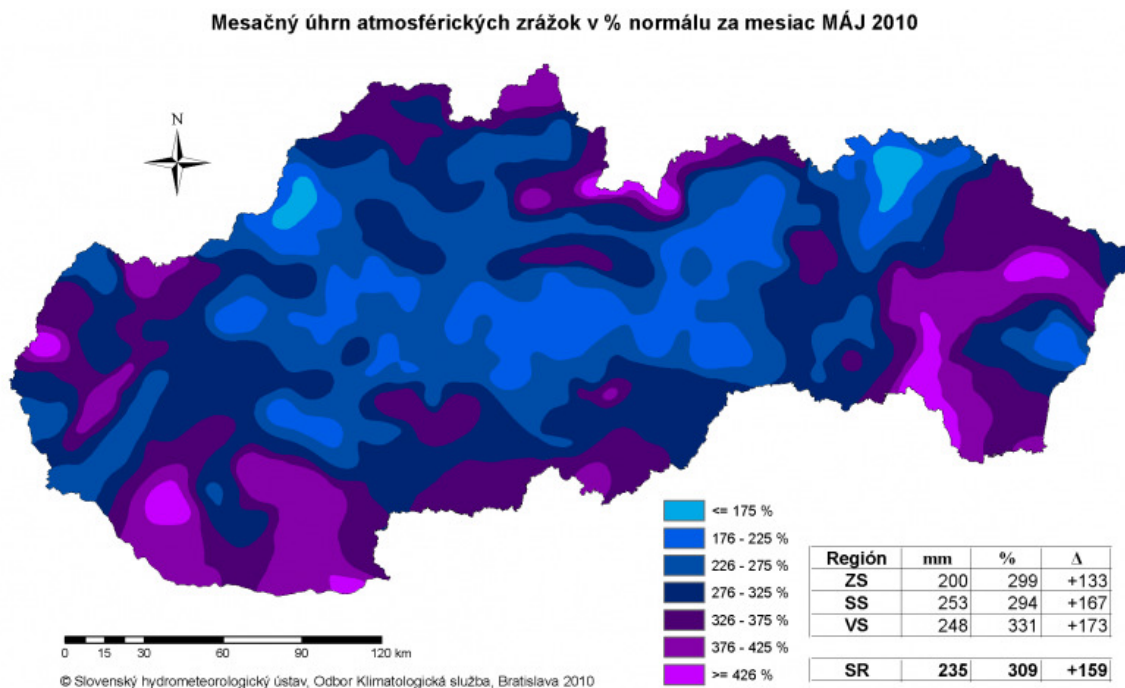 Mesačný úhrn atmosférických zrážok v % normálu za mesiac MÁJ 2010
N
<= 175 %
176 - 225 %
226 - 275 %
276 - 325 %
326 - 375 %
376 - 425 %
>= 426 %
Región mm % Δ
ZS 200 299 +133
SS 253 294 +167
VS 248 331 +173
SR 235 309 +159
0 15 30 60 90 120 km
© Slovenský hydrometeorologický ústav, Odbor Klimatologická služba, Bratislava 2010